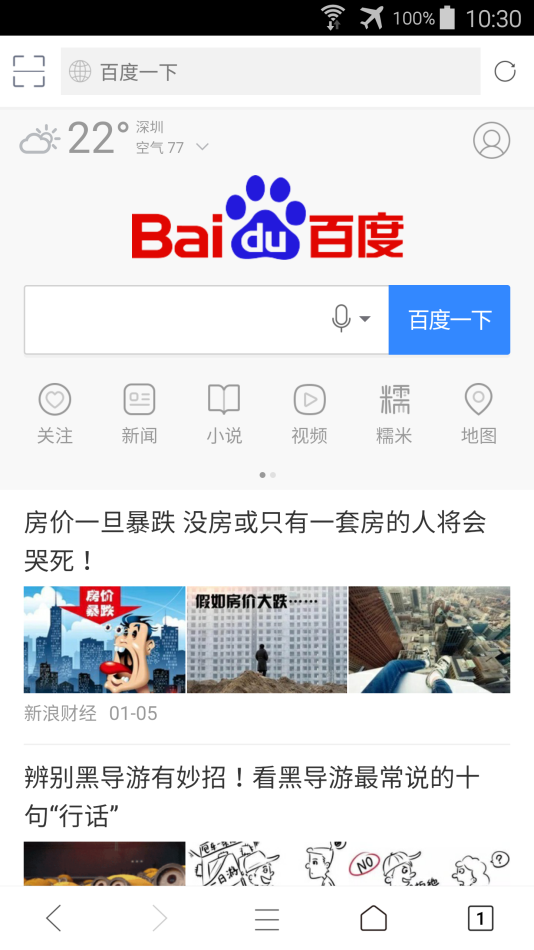 100% 10:30
百度一下
22° 深圳
空气 77
Bai du 百度
百度一下
关注 新闻 小说 视频 糯米 地图
糯
房价一旦暴跌 没房或只有一套房的人将会
哭死！
房价
暴跌
假如房价大跌……
新浪财经 01-05
辨别黑导游有妙招！看黑导游最常说的十
句“行话”
NO
?
1